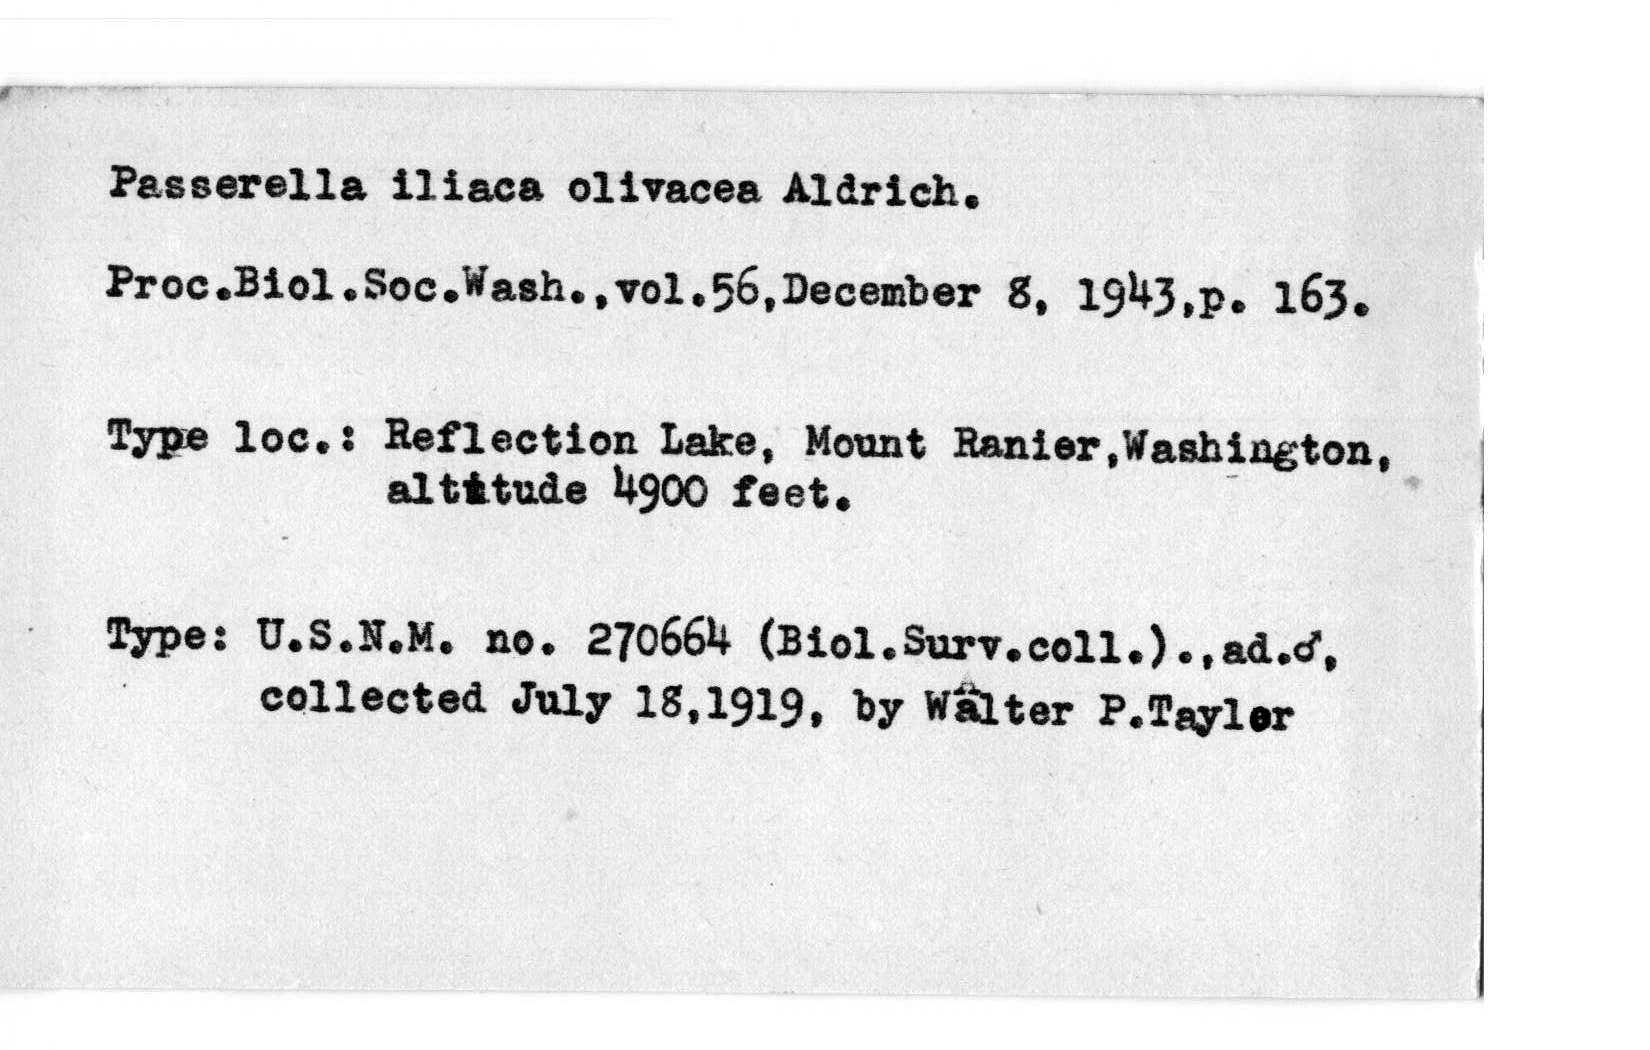 Passerella iliaca olivacea Aldrich.
Proc.Biol.Soc.Wash.,vol.56,December 8, 1943,p. 163.
Type loc.: Reflection Lake, Mount Ranier,Washington,
altitude 4900 feet.
Type: U.S.N.M. no. 270664 (Biol.Surv.coll.).,ad.♂,
collected July 18,1919, by Walter P.Taylor